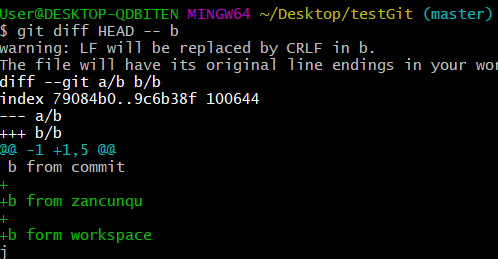 User@DESKTOP-QDBITEN MINGW64 ~/Desktop/testGit (master)
$ git diff HEAD -- b
warning: LF will be replaced by CRLF in b.
The file will have its original line endings in your
diff --git a/b b/b
index 79084b0..9c6b38f 100644
--- a/b
+++ b/b
@@ -1 +1,5 @@
 b from commit
+
+b from zancunqu
+
+b form workspace
j